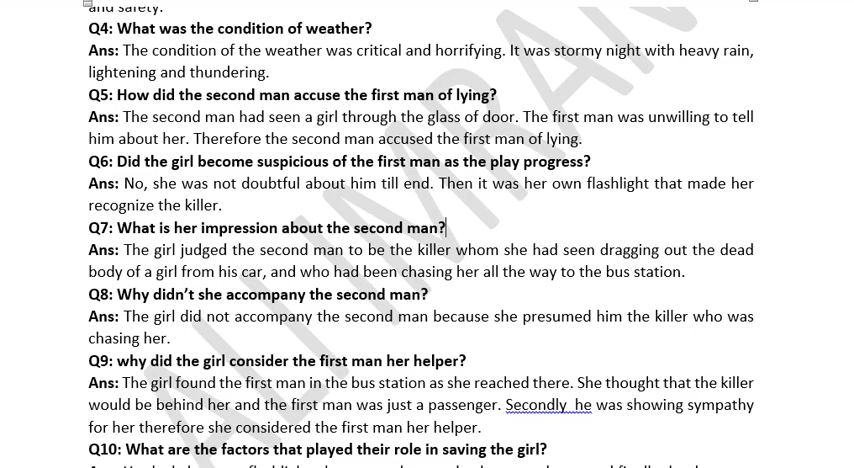 and safety.
Q4: What was the condition of weather?
Ans: The condition of the weather was critical and horrifying. It was stormy night with heavy rain,
lightening and thundering.
Q5: How did the second man accuse the first man of lying?
Ans: The second man had seen a girl through the glass of door. The first man was unwilling to tell
him about her. Therefore the second man accused the first man of lying.
Q6: Did the girl become suspicious of the first man as the play progress?
Ans: No, she was not doubtful about him till end. Then it was her own flashlight that made her
recognize the killer.
Q7: What is her impression about the second man?
Ans: The girl judged the second man to be the killer whom she had seen dragging out the dead
body of a girl from his car, and who had been chasing her all the way to the bus station.
Q8: Why didn't she accompany the second man?
Ans: The girl did not accompany the second man because she presumed him the killer who was
chasing her.
Q9: why did the girl consider the first man her helper?
Ans: The girl found the first man in the bus station as she reached there. She thought that the killer
would be behind her and the first man was just a passenger. Secondly  he was showing sympathy
for her therefore she considered the first man her helper.
Q10: What are the factors that played their role in saving the girl?
ALI IMRAN